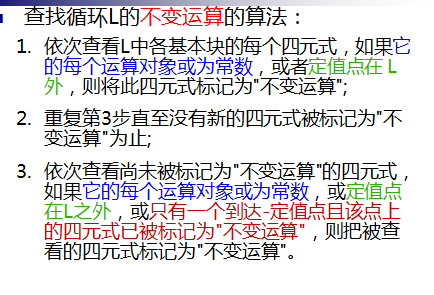 查找循环L的不变运算的算法：
1. 依次查看L中各基本块的每个四元式，如果它
的每个运算对象或为常数，或者定值点在 L
外，则将此四元式标记为"不变运算";
2. 重复第3步直至没有新的四元式被标记为"不
变运算"为止;
3. 依次查看尚未被标记为"不变运算"的四元式，
如果它的每个运算对象或为常数，或定值点
在L之外，或只有一个到达-定值点且该点上
的四元式已被标记为"不变运算"，则把被查
看的四元式标记为"不变运算"。